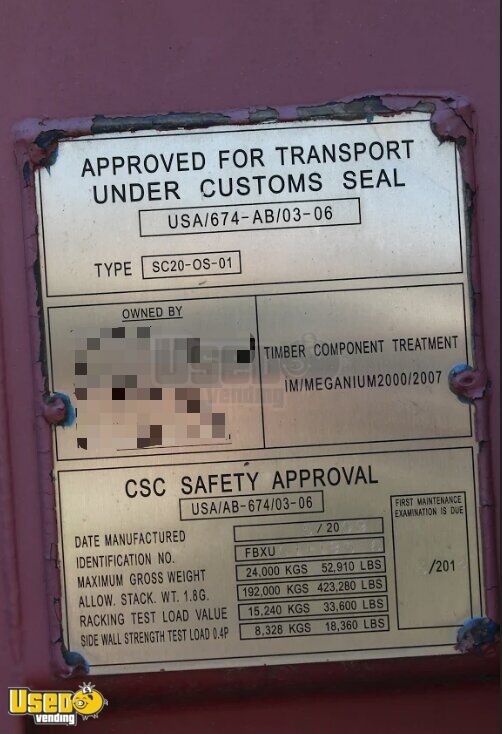 APPROVED FOR TRANSPORT
UNDER CUSTOMS SEAL
USA/674-AB/03-06
TYPE SC20-OS-01
OWNED BY
TIMBER COMPONENT TREATMENT
IM/MEGANIUM2000/2007
Used
vending
CSC SAFETY APPROVAL
USA/AB-674/03-06
FIRST MAINTENANCE
EXAMINATION IS DUE
/201
DATE MANUFACTURED /20
IDENTIFICATION NO. FBXU
MAXIMUM GROSS WEIGHT 24,000 KGS 52,910 LBS
ALLOW. STACK. WT. 1.8G. 192,000 KGS 423,280 LBS
RACKING TEST LOAD VALUE 15,240 KGS 33,600 LBS
SIDE WALL STRENGTH TEST LOAD 0.4P 8,328 KGS 18,360 LBS
Used
vending